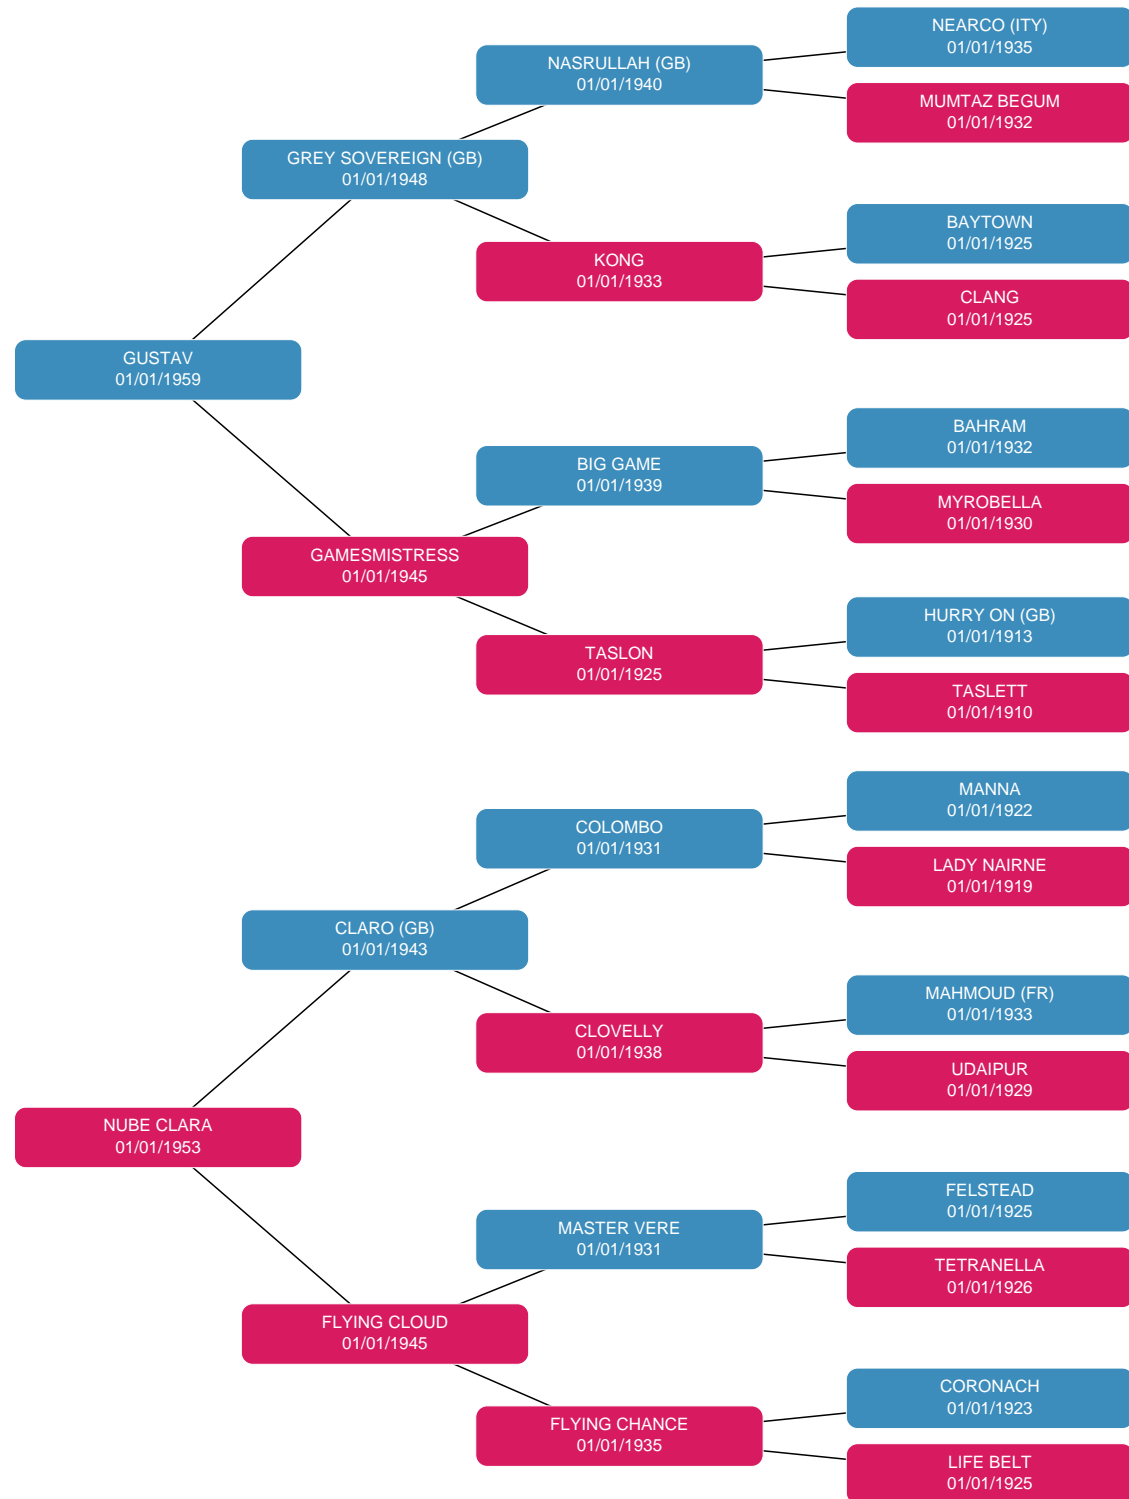 NEARCO (ITY)
01/01/1935
NASRULLAH (GB)
01/01/1940
MUMTAZ BEGUM
01/01/1932
GREY SOVEREIGN (GB)
01/01/1948
BAYTOWN
01/01/1925
KONG
01/01/1933
CLANG
01/01/1925
GUSTAV
01/01/1959
BAHRAM
01/01/1932
BIG GAME
01/01/1939
MYROBELLA
01/01/1930
GAMESMISTRESS
01/01/1945
HURRY ON (GB)
01/01/1913
TASLON
01/01/1925
TASLETT
01/01/1910
MANNA
01/01/1922
COLOMBO
01/01/1931
LADY NAIRNE
01/01/1919
CLARO (GB)
01/01/1943
MAHMOUD (FR)
01/01/1933
CLOVELLY
01/01/1938
UDAIPUR
01/01/1929
NUBE CLARA
01/01/1953
FELSTEAD
01/01/1925
MASTER VERE
01/01/1931
TETRANELLA
01/01/1926
FLYING CLOUD
01/01/1945
CORONACH
01/01/1923
FLYING CHANCE
01/01/1935
LIFE BELT
01/01/1925